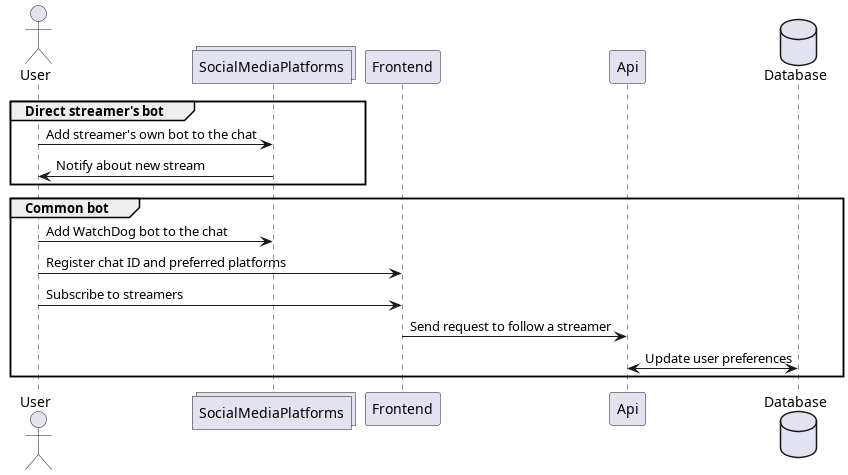 User
SocialMediaPlatforms
Frontend
Api
Database
Direct streamer's bot
Add streamer's own bot to the chat
Notify about new stream
Common bot
Add WatchDog bot to the chat
Register chat ID and preferred platforms
Subscribe to streamers
Send request to follow a streamer
Update user preferences
User
SocialMediaPlatforms
Frontend
Api
Database